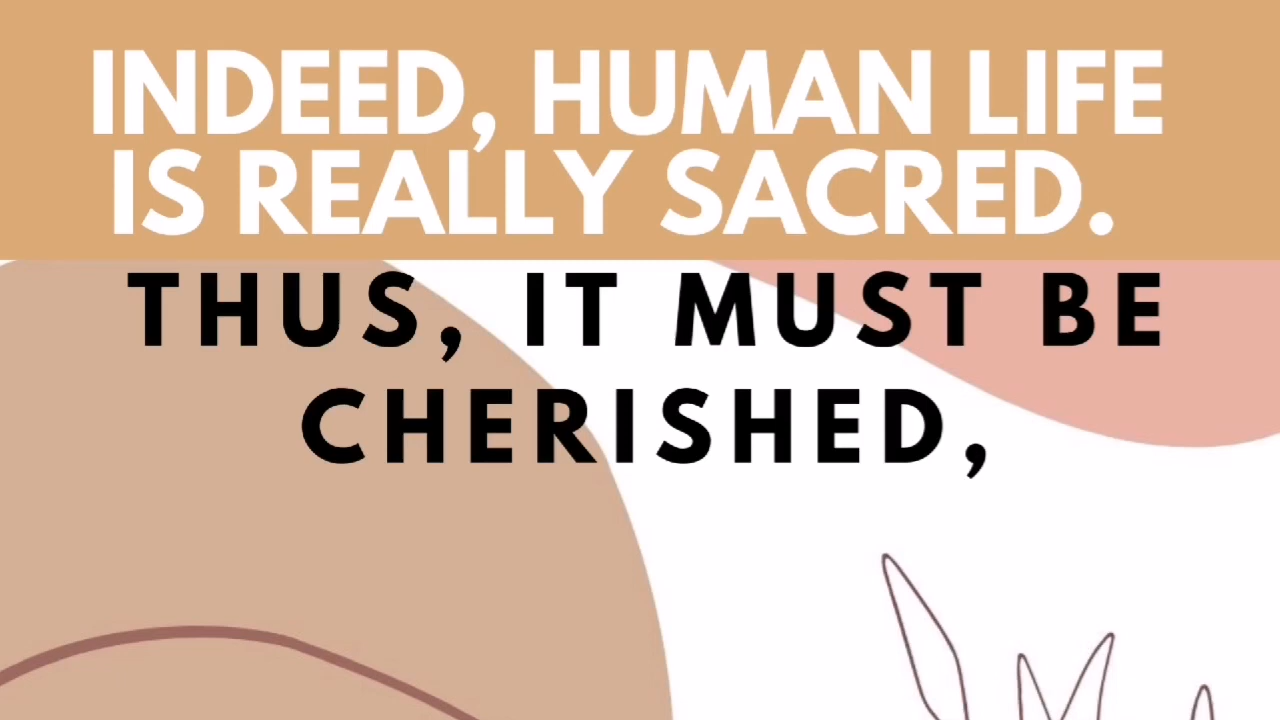 INDEED, HUMAN LIFE
IS REALLY SACRED.
THUS, IT MUST BE
CHERISHED,